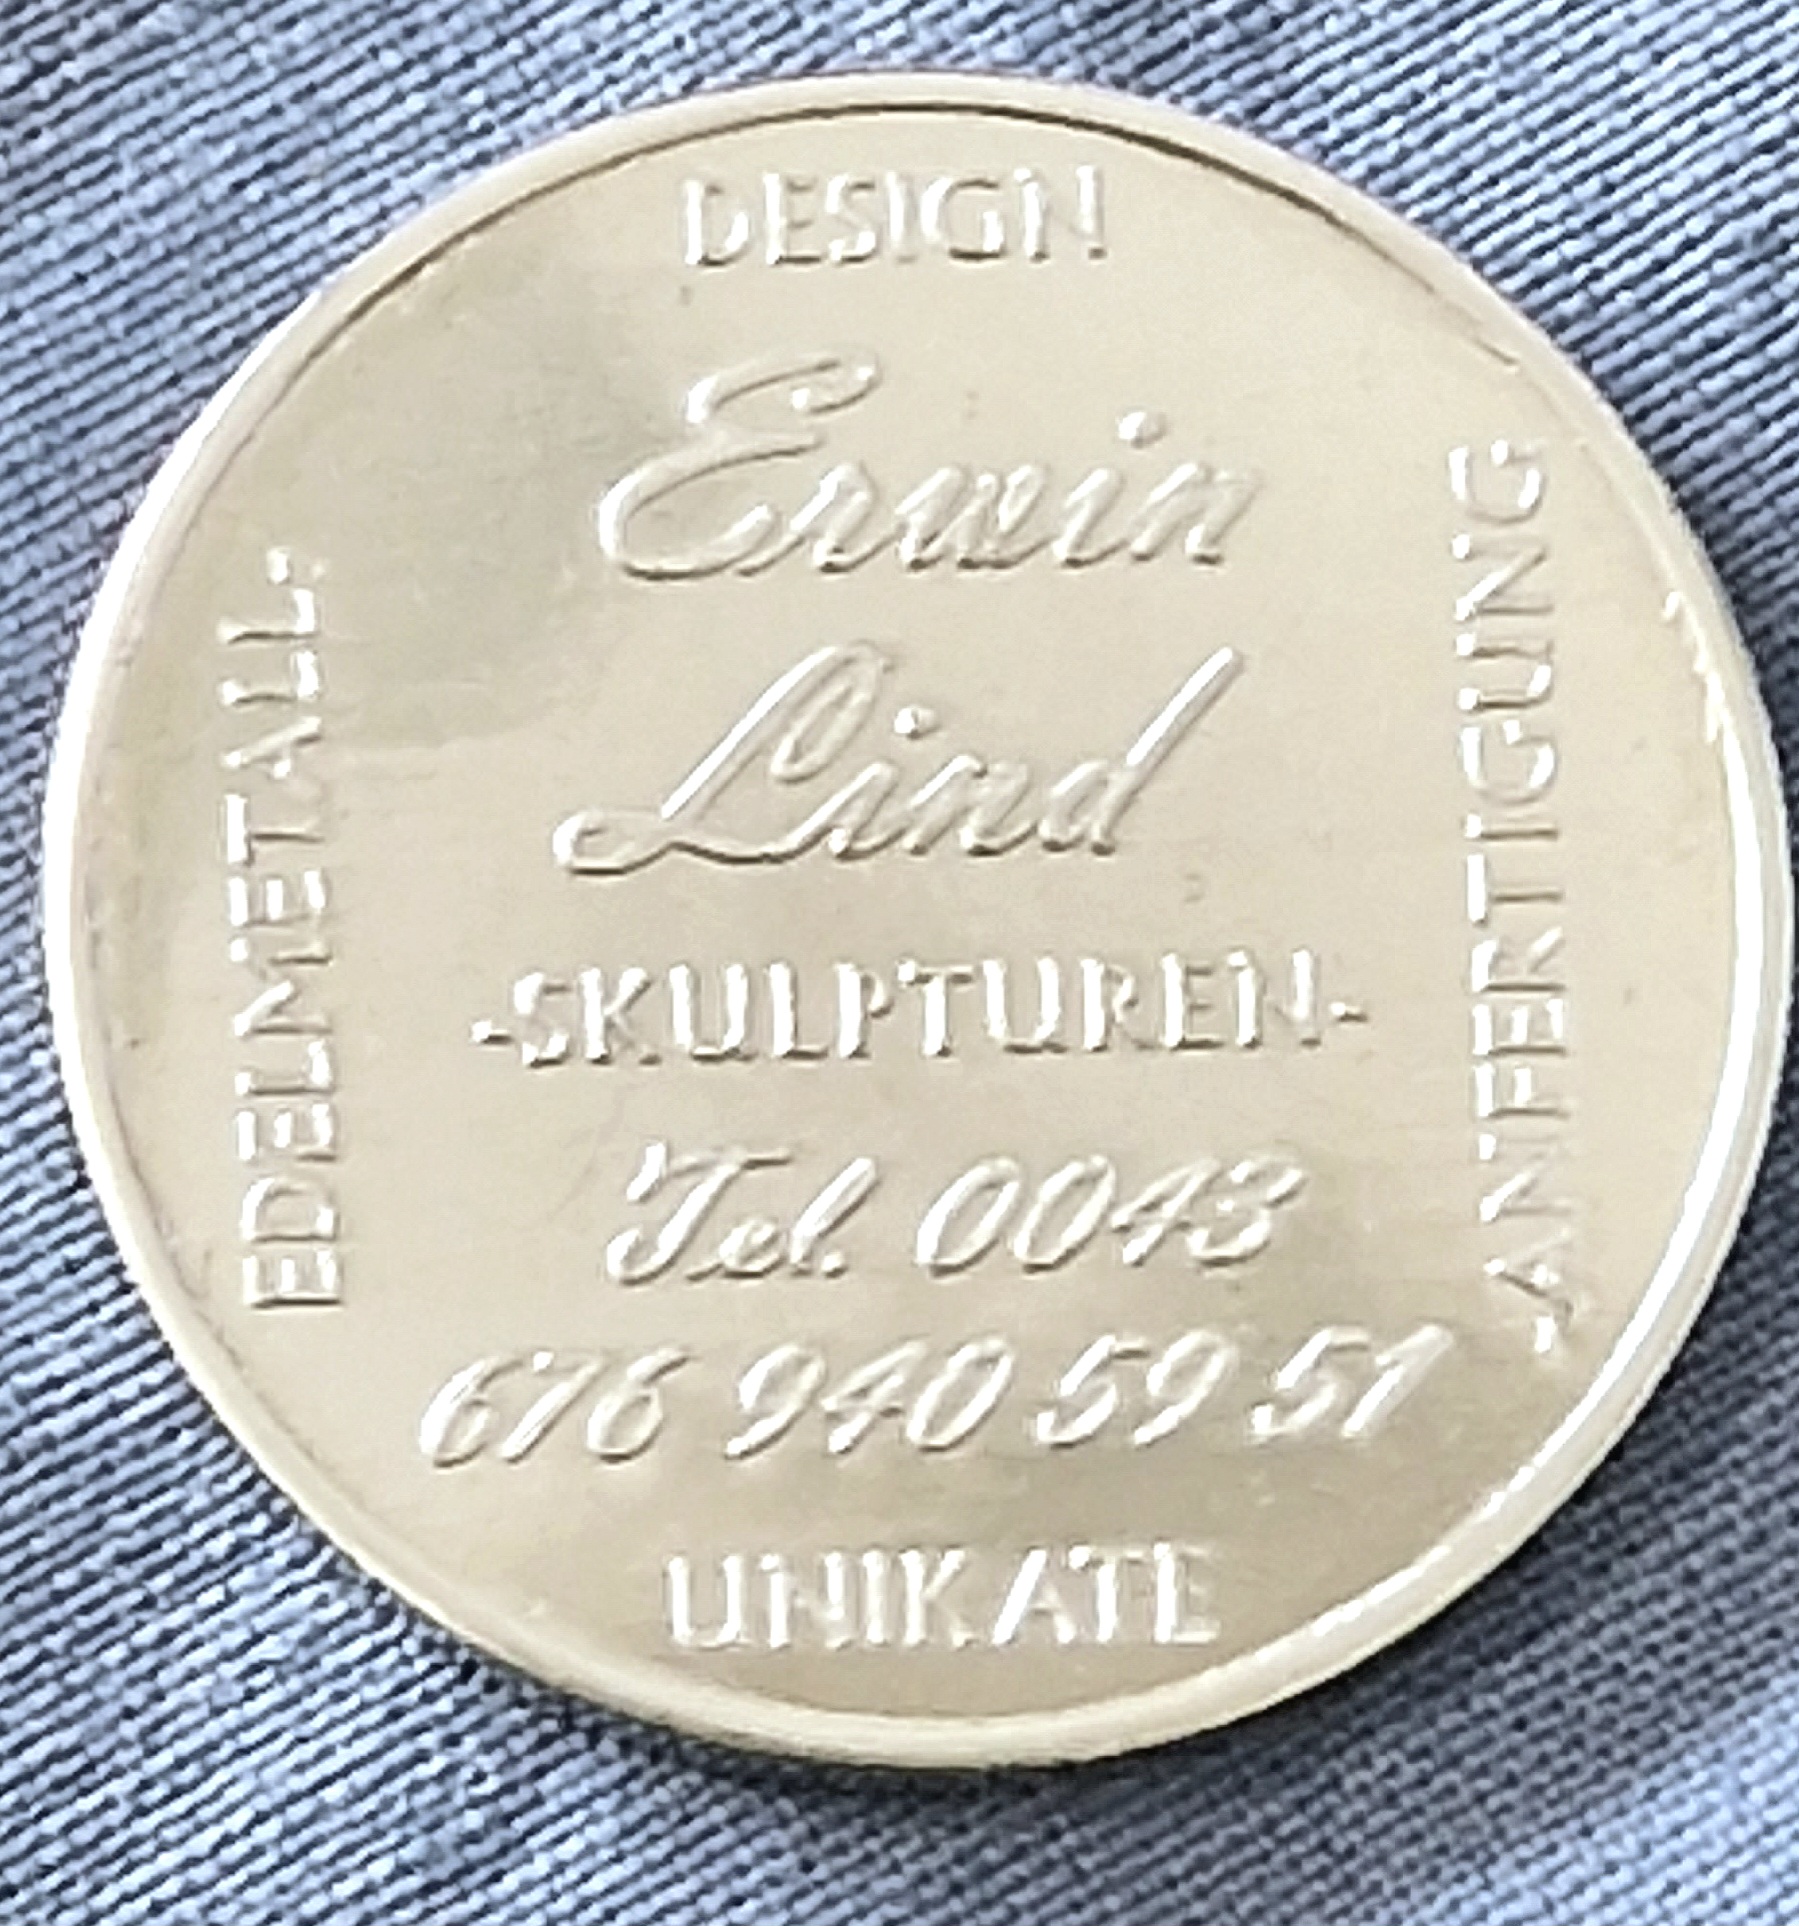 DESIGN
Erwin
Lind
-SKULPTUREN-
Tel. 0043
676 940 59 51
UNIKATE
EDELMETALL-
-ANFERTIGUNG